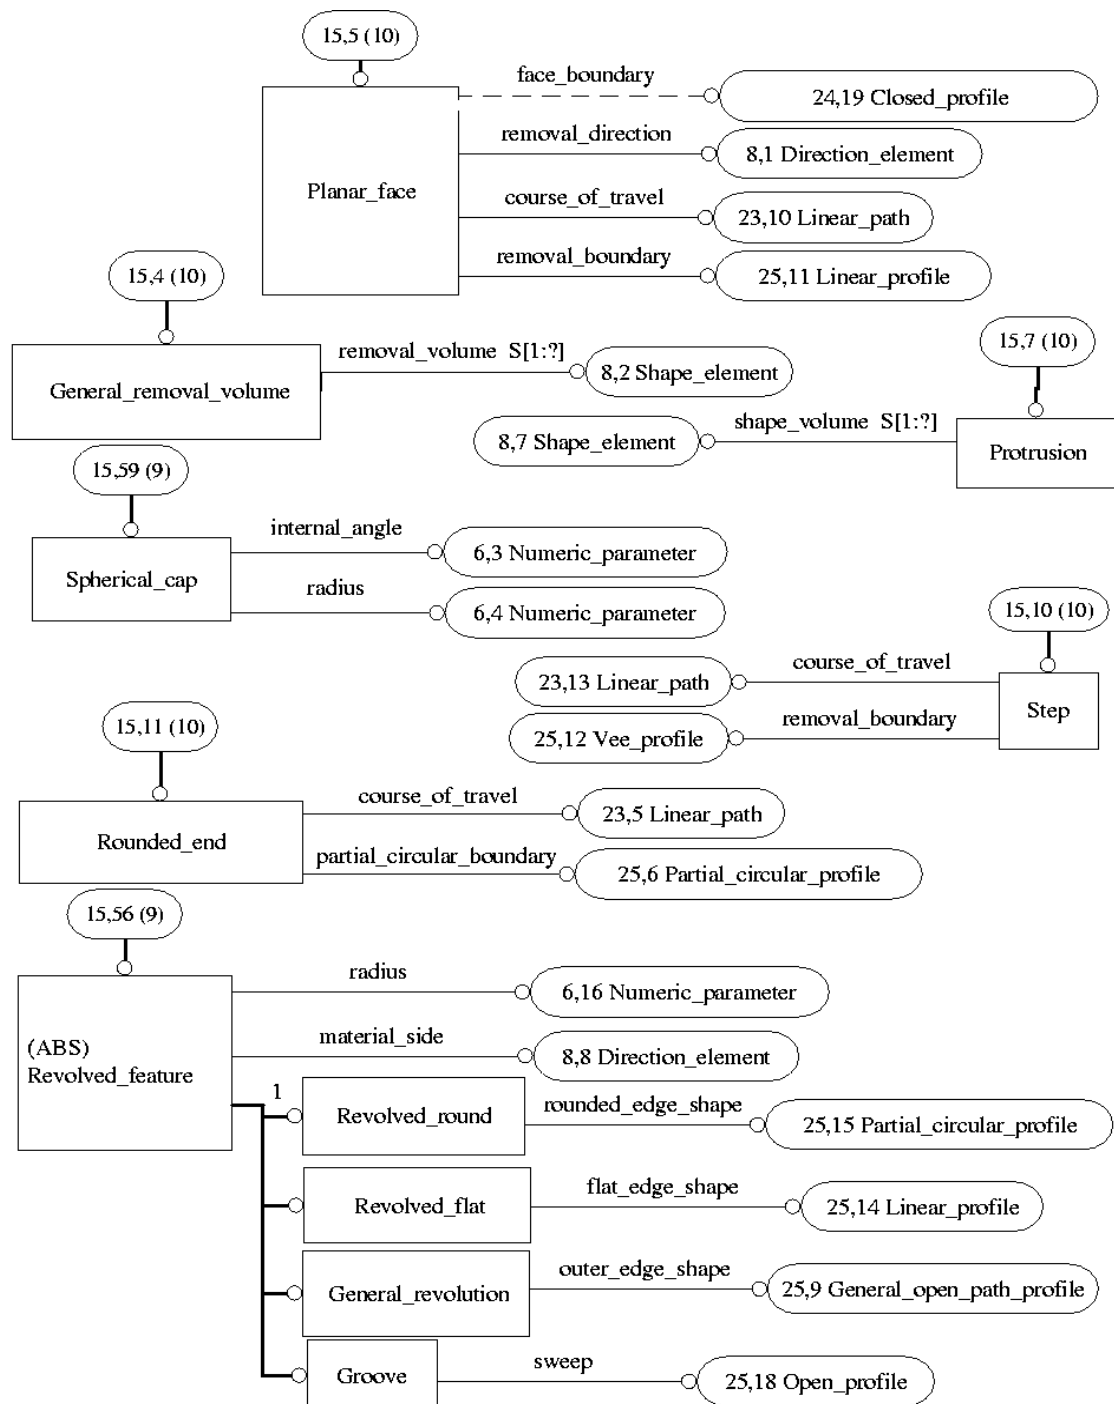 15,5 (10)
face_boundary
24,19 Closed_profile
removal_direction
8,1 Direction_element
Planar_face
course_of_travel
23,10 Linear_path
removal_boundary
25,11 Linear_profile
15,4 (10)
removal_volume S[1:?]
8,2 Shape_element
General_removal_volume
15,7 (10)
shape_volume S[1:?]
8,7 Shape_element
Protrusion
15,59 (9)
internal_angle
6,3 Numeric_parameter
Spherical_cap
radius
6,4 Numeric_parameter
15,10 (10)
course_of_travel
23,13 Linear_path
Step
removal_boundary
25,12 Vee_profile
15,11 (10)
course_of_travel
23,5 Linear_path
Rounded_end
partial_circular_boundary
25,6 Partial_circular_profile
15,56 (9)
radius
6,16 Numeric_parameter
material_side
8,8 Direction_element
(ABS)
Revolved_feature
1
Revolved_round
rounded_edge_shape
25,15 Partial_circular_profile
Revolved_flat
flat_edge_shape
25,14 Linear_profile
General_revolution
outer_edge_shape
25,9 General_open_path_profile
Groove
sweep
25,18 Open_profile